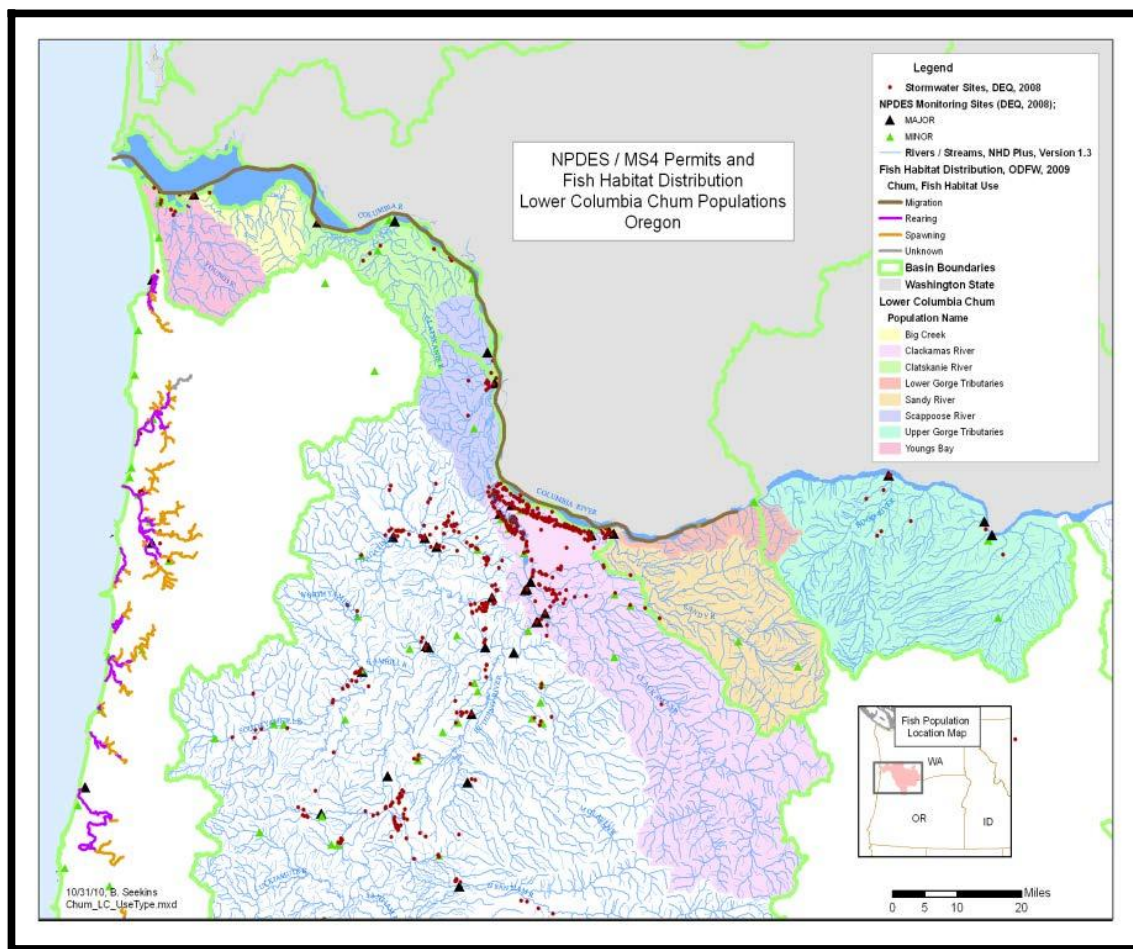 NPDES / MS4 Permits and
Fish Habitat Distribution
Lower Columbia Chum Populations
Oregon
Legend
Stormwater Sites, DEQ, 2008
NPDES Monitoring Sites (DEQ, 2008);
MAJOR
MINOR
Rivers / Streams, NHD Plus, Version 1.3
Fish Habitat Distribution, ODFW, 2009
Chum, Fish Habitat Use
Migration
Rearing
Spawning
Unknown
Basin Boundaries
Washington State
Lower Columbia Chum
Population Name
Big Creek
Clackamas River
Clatskanie River
Lower Gorge Tributaries
Sandy River
Scappoose River
Upper Gorge Tributaries
Youngs Bay
COLUMBIA R
CLATSKANIE R
COLUMBIA RIVER
SANDY R
Fish Population
Location Map
WA
OR
ID
10/31/10, B. Seekins
Chum_LC_UseType.mxd
Miles
0 5 10 20